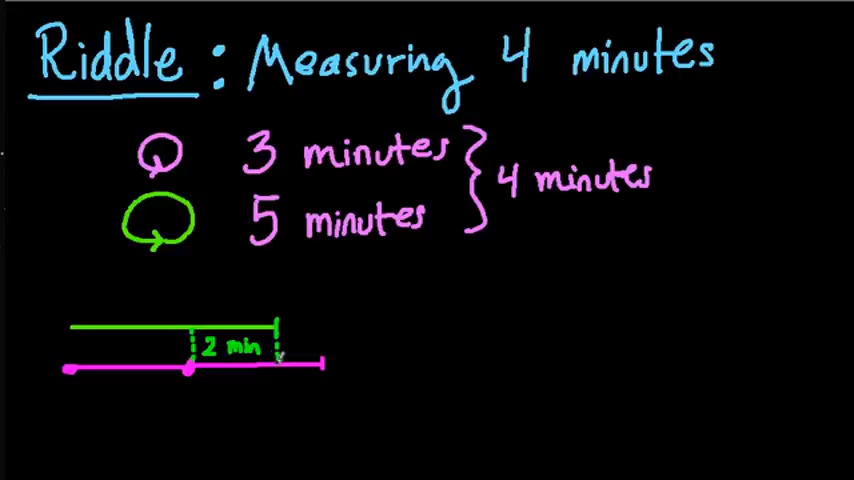 Riddle: Measuring 4 minutes
3 minutes
4 minutes
5 minutes
2 min